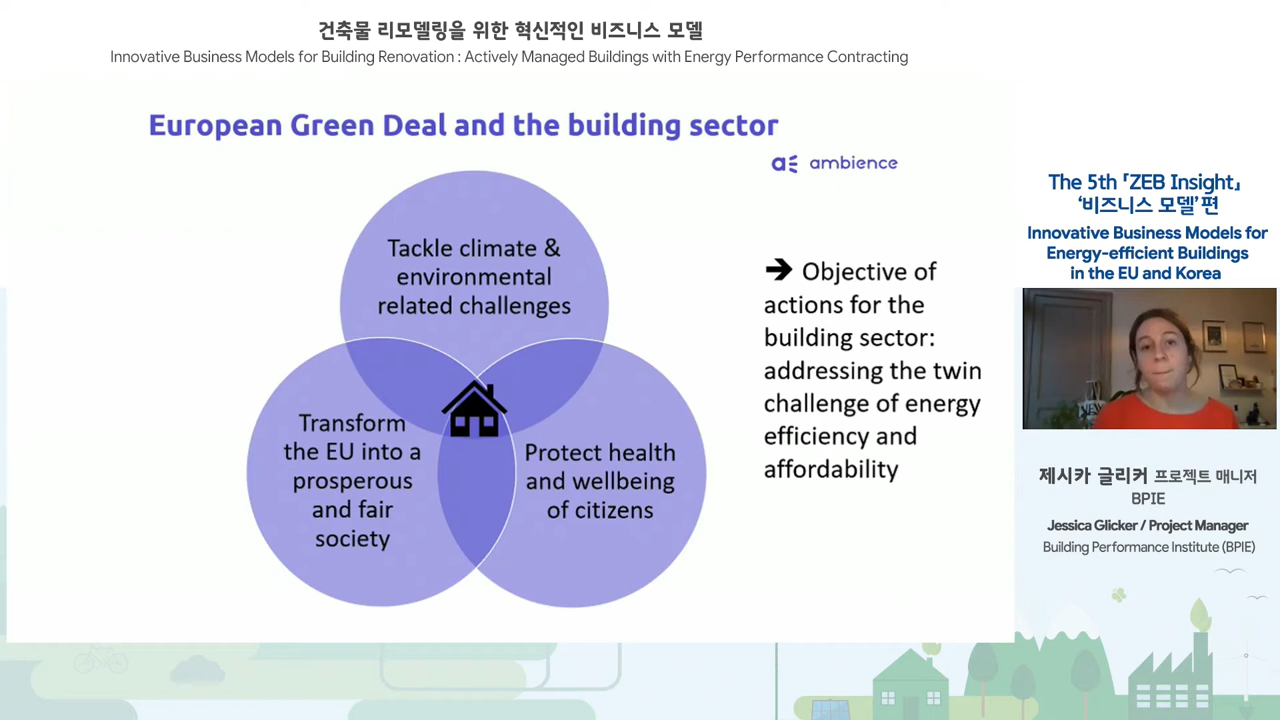 건축물 리모델링을 위한 혁신적인 비즈니스 모델
Innovative Business Models for Building Renovation : Actively Managed Buildings with Energy Performance Contracting
European Green Deal and the building sector
ambience
Tackle climate &
environmental
related challenges
Transform
the EU into a
prosperous
and fair
society
Protect health
and wellbeing
of citizens
➔ Objective of
actions for the
building sector:
addressing the twin
challenge of energy
efficiency and
affordability
The 5th 「ZEB Insight」
‘비즈니스 모델’ 편
Innovative Business Models for
Energy-efficient Buildings
in the EU and Korea
제시카 글리커 프로젝트 매니저
BPIE
Jessica Glicker / Project Manager
Building Performance Institute (BPIE)